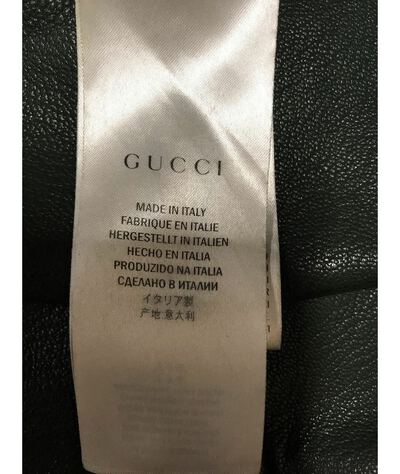 GUCCI
MADE IN ITALY
FABRIQUE EN ITALIE
HERGESTELLT IN ITALIEN
HECHO EN ITALIA
PRODUZIDO NA ITALIA
СДЕЛАНО В ИТАЛИИ
イタリア製
产地:意大利